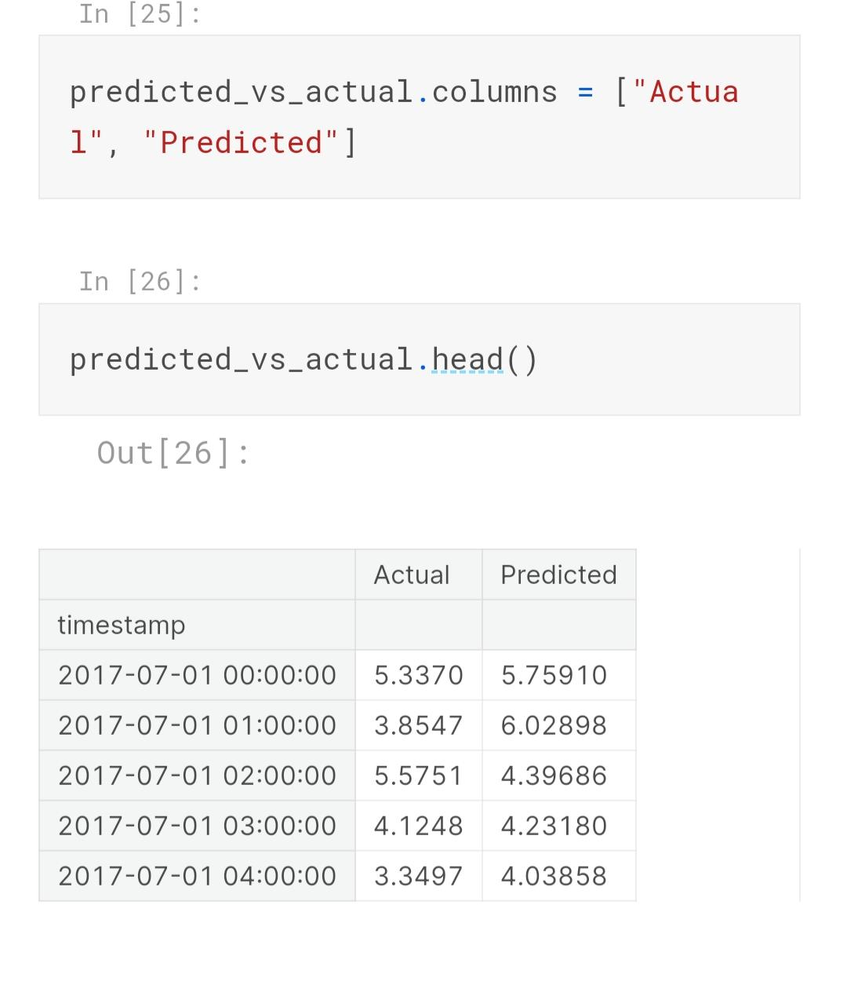 In [25]:
predicted_vs_actual.columns = ["Actua
l", "Predicted"]
In [26]:
predicted_vs_actual.head()
Out[26]:
Actual Predicted
timestamp
2017-07-01 00:00:00 5.3370 5.75910
2017-07-01 01:00:00 3.8547 6.02898
2017-07-01 02:00:00 5.5751 4.39686
2017-07-01 03:00:00 4.1248 4.23180
2017-07-01 04:00:00 3.3497 4.03858